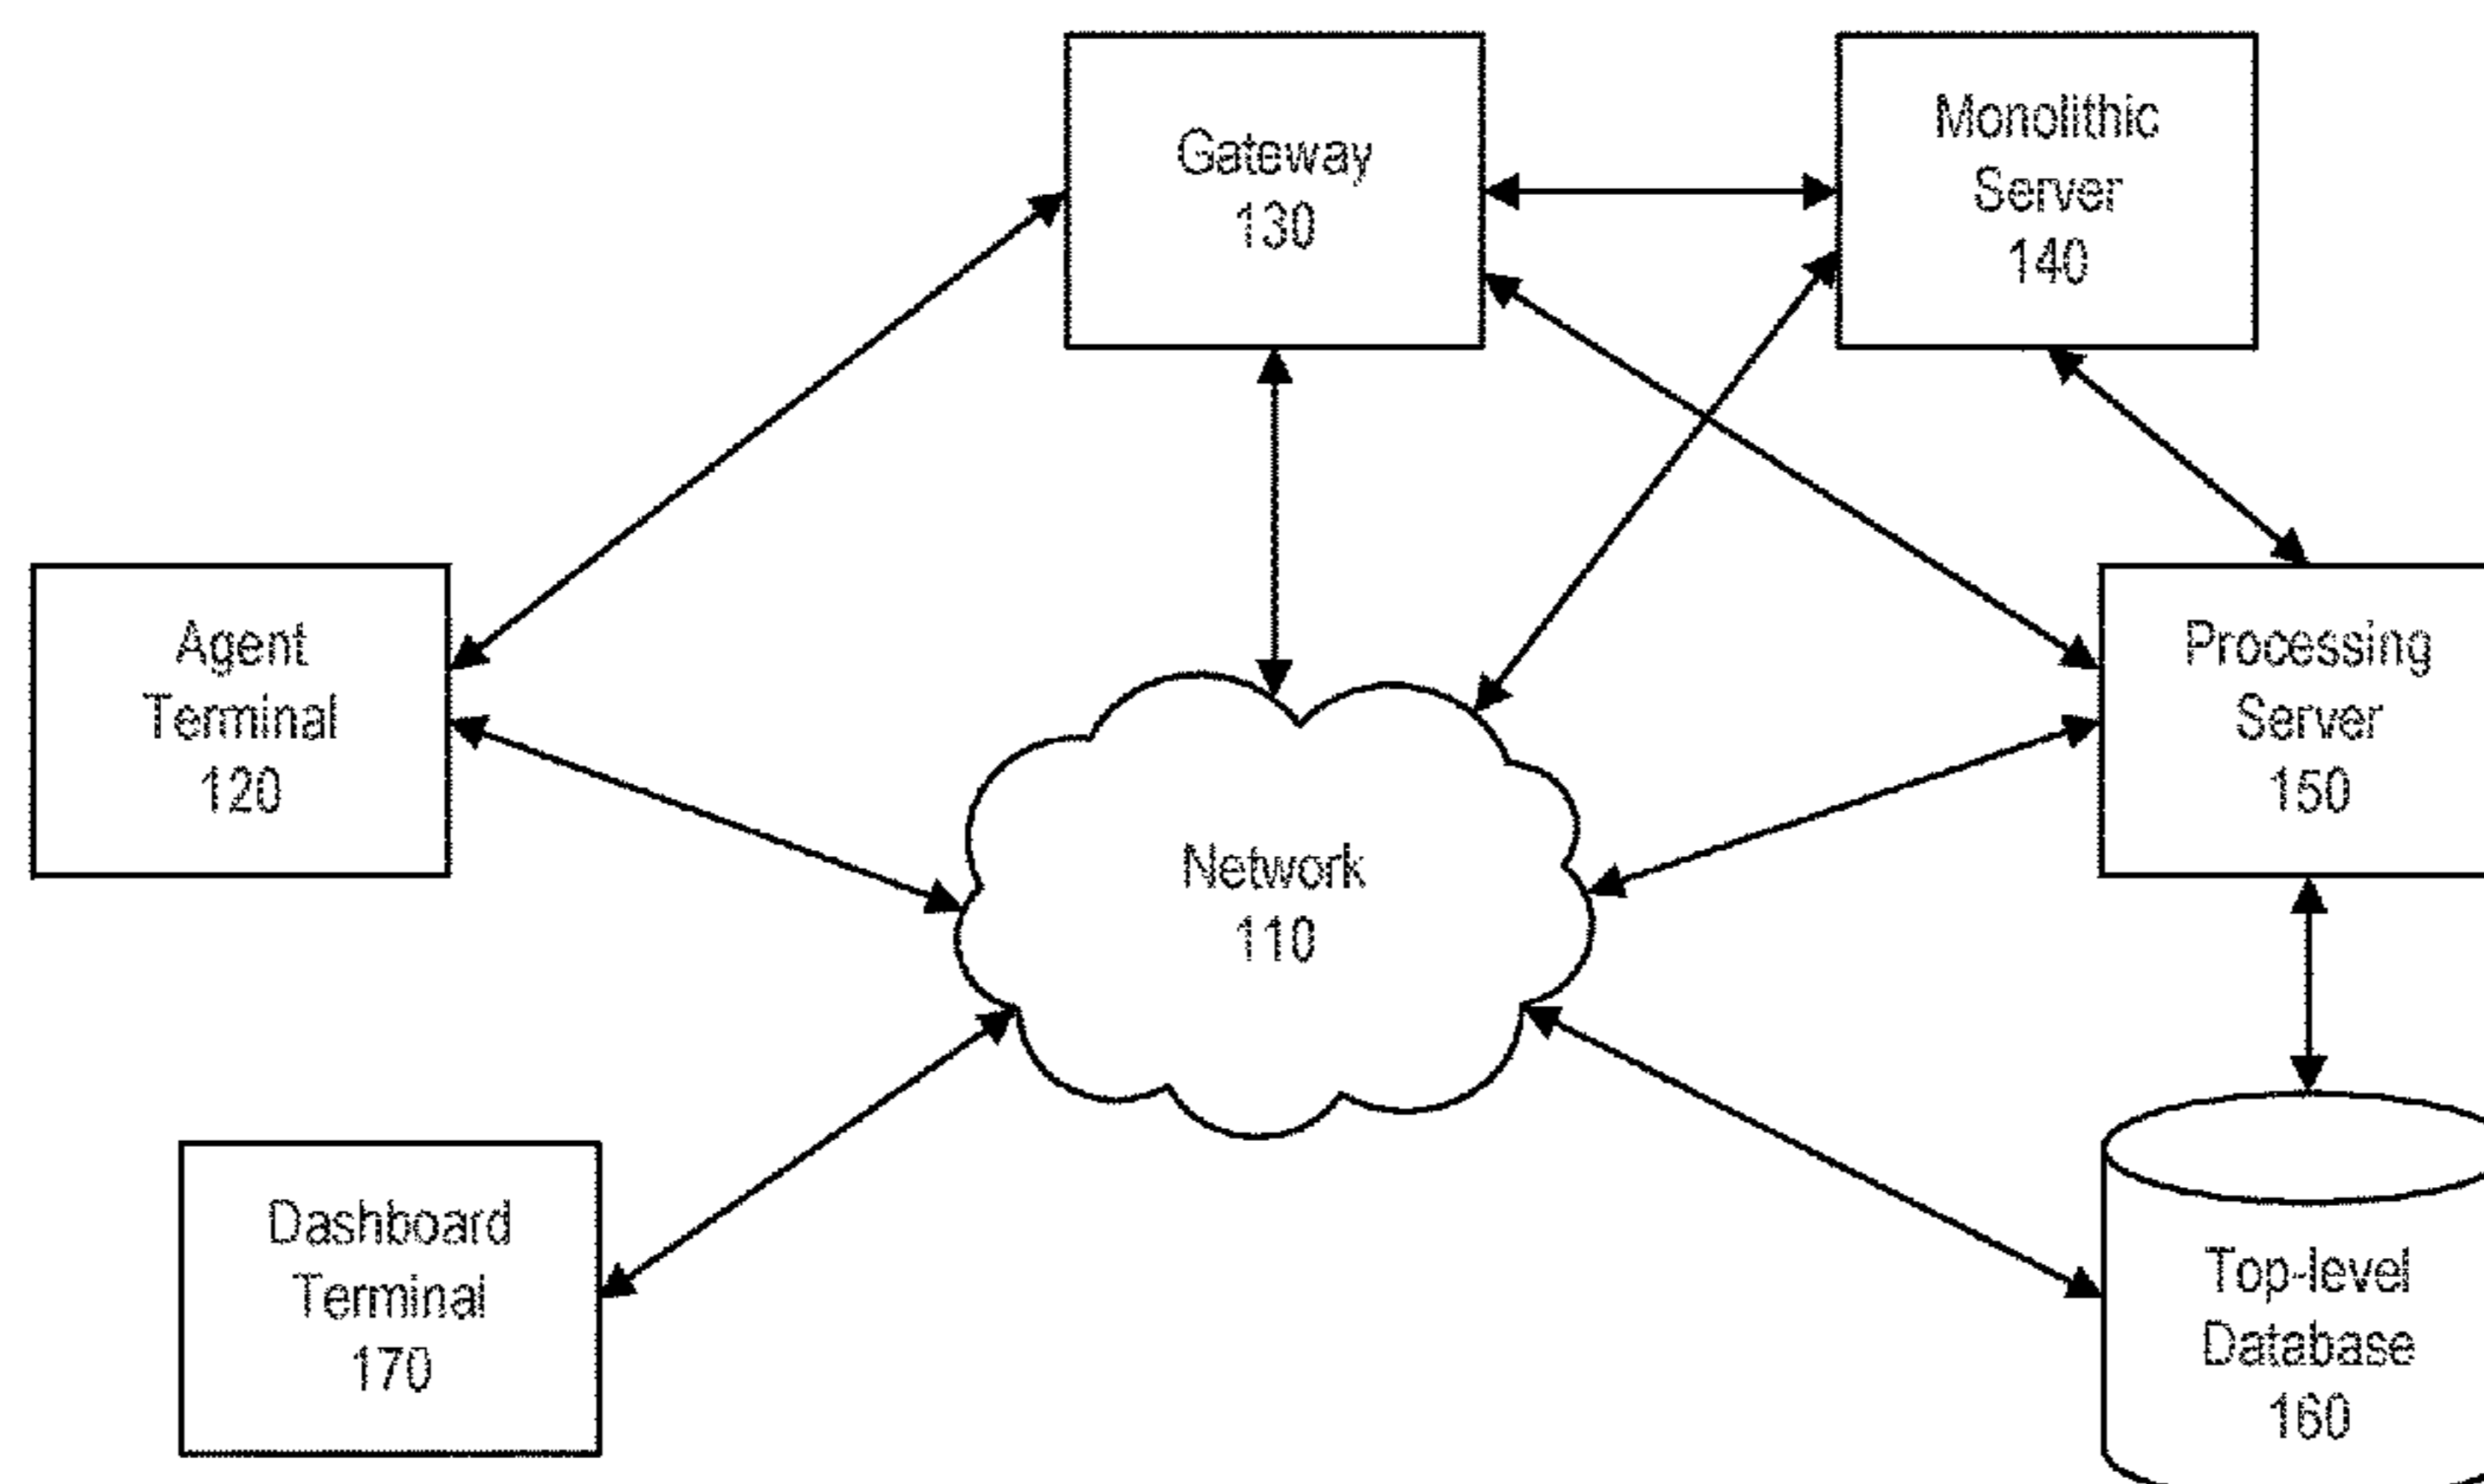 Gateway
130
Monolithic
Server
140
Agent
Terminal
120
Processing
Server
150
Network
110
Dashboard
Terminal
170
Top-level
Database
160